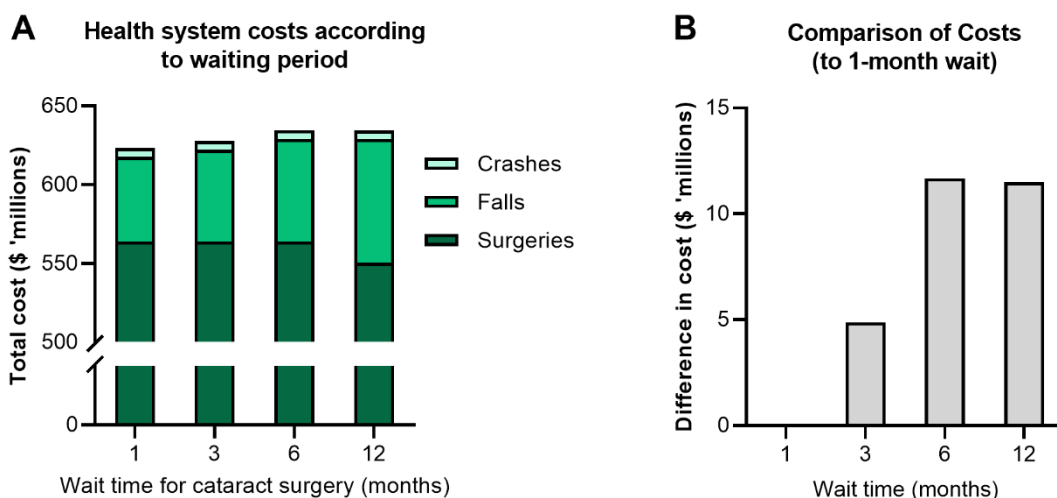 A
Health system costs according
to waiting period
Total cost ($ 'millions)
650
600
550
500
0
1
3
6
12
Wait time for cataract surgery (months)
Crashes
Falls
Surgeries
B
Comparison of Costs
(to 1-month wait)
Difference in cost ($ 'millions)
15
10
5
0
1
3
6
12
Wait time (months)